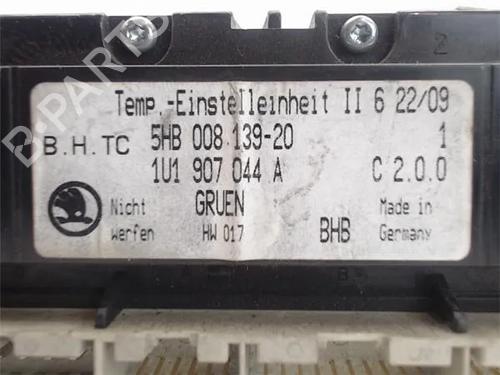 Temp.-Einstelleinheit II 6 22/09
B.H.TC 5HB 008 139-20 1
1U1 907 044 A C 2.0.0
Nicht GRUEN Made in
werfen HW 017 BHB Germany
2